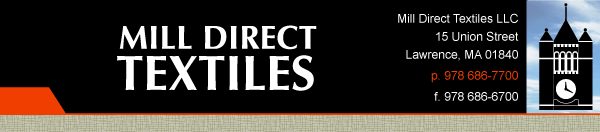 MILL DIRECT
TEXTILES
Mill Direct Textiles LLC
15 Union Street
Lawrence, MA 01840
p. 978 686-7700
f. 978 686-6700